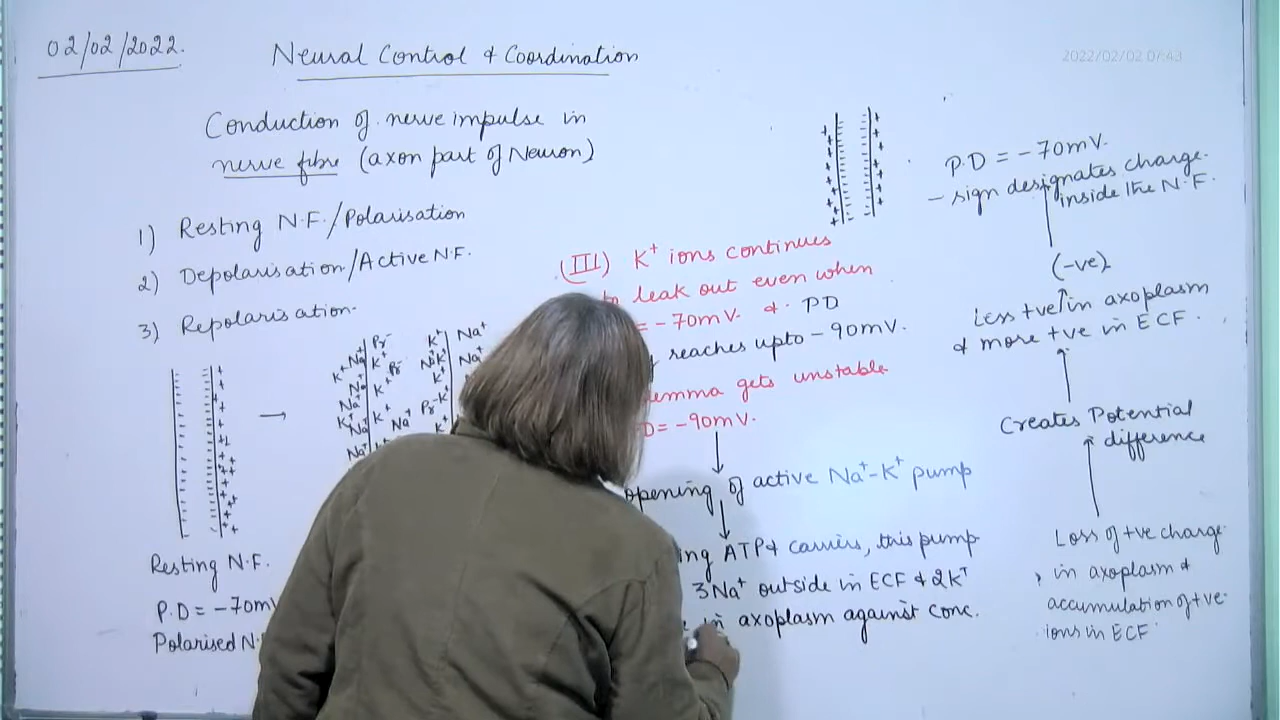 02/02/2022.
Neural Control & Coordination
2022/02/02 07:43
Conduction of nerve impulse in
nerve fibre (axon part of Neuron)
1) Resting N.F./Polarisation
2) Depolarisation/Active N.F.
3) Repolarisation.
Resting N.F.
P.D = -70mV
Polarised N.
K+ Na+ Pr-
K+ Na+
(III) K+ ions continues
to leak out even when
= -70mV. & PD
reaches upto -90mV.
lemma gets unstable
D = -90mV.
opening of active Na+-K+ pump
ing ATP & carriers, this pump
3Na+ outside in ECF & 2K+
in axoplasm against conc.
P.D = -70mV.
- sign designates charge
inside the N.F.
(-ve)
Less +ve in axoplasm
& more +ve in ECF.
Creates Potential
difference
Loss of +ve charge
in axoplasm &
accumulation of +ve
ions in ECF